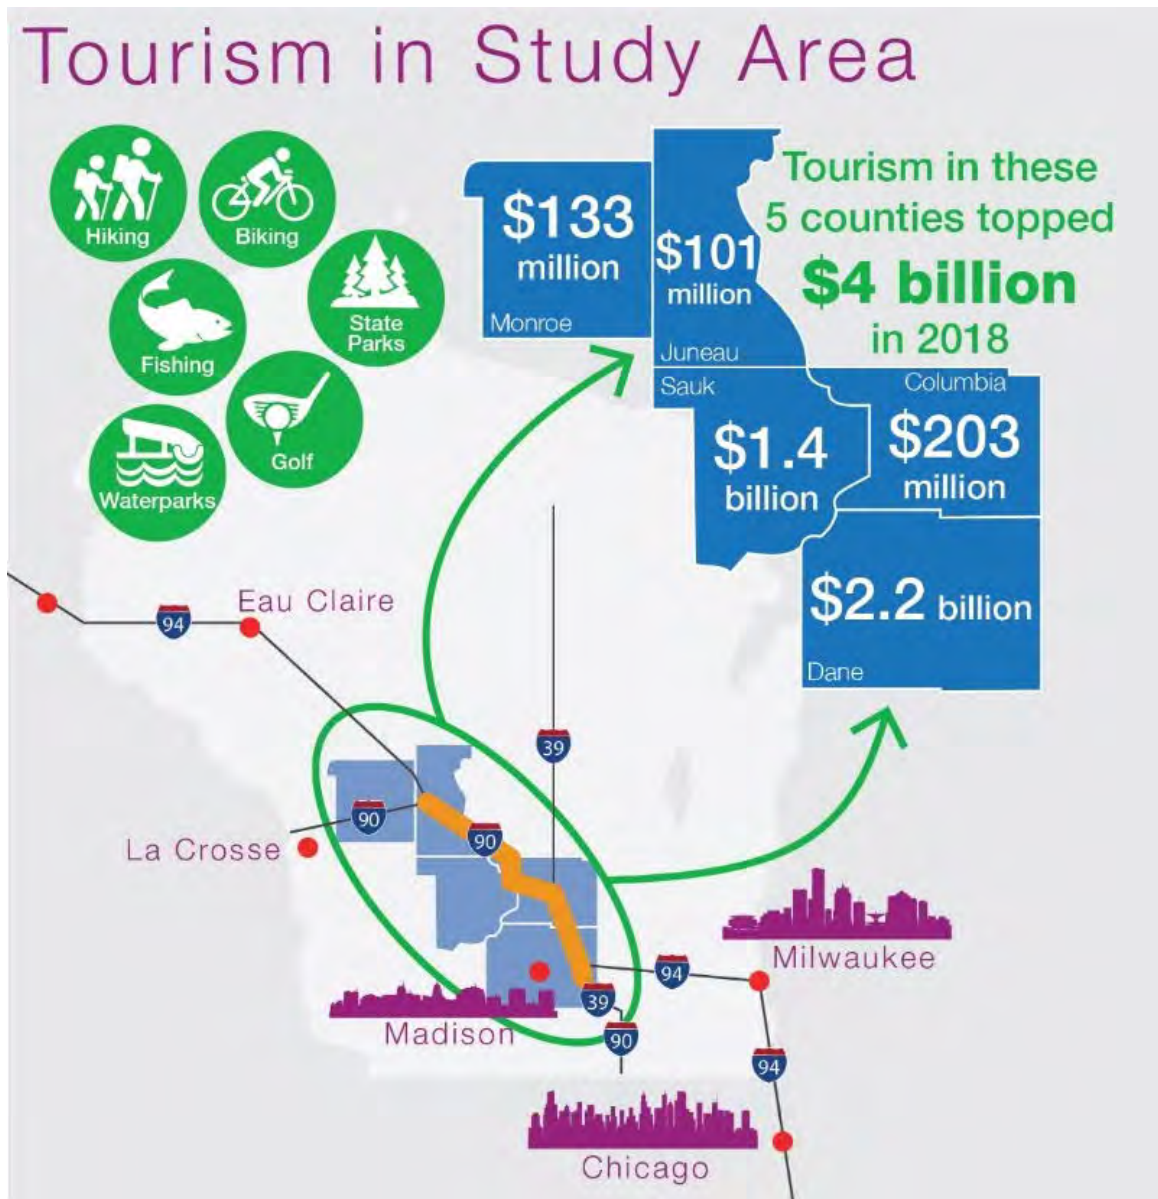 Tourism in Study Area
Hiking
Biking
Fishing
State
Parks
Golf
Waterparks
$133
million
Monroe
$101
million
Juneau
Tourism in these
5 counties topped
$4 billion
in 2018
Sauk
$1.4
billion
Columbia
$203
million
$2.2 billion
Dane
94
Eau Claire
39
90
90
La Crosse
Milwaukee
94
39
Madison
90
94
Chicago